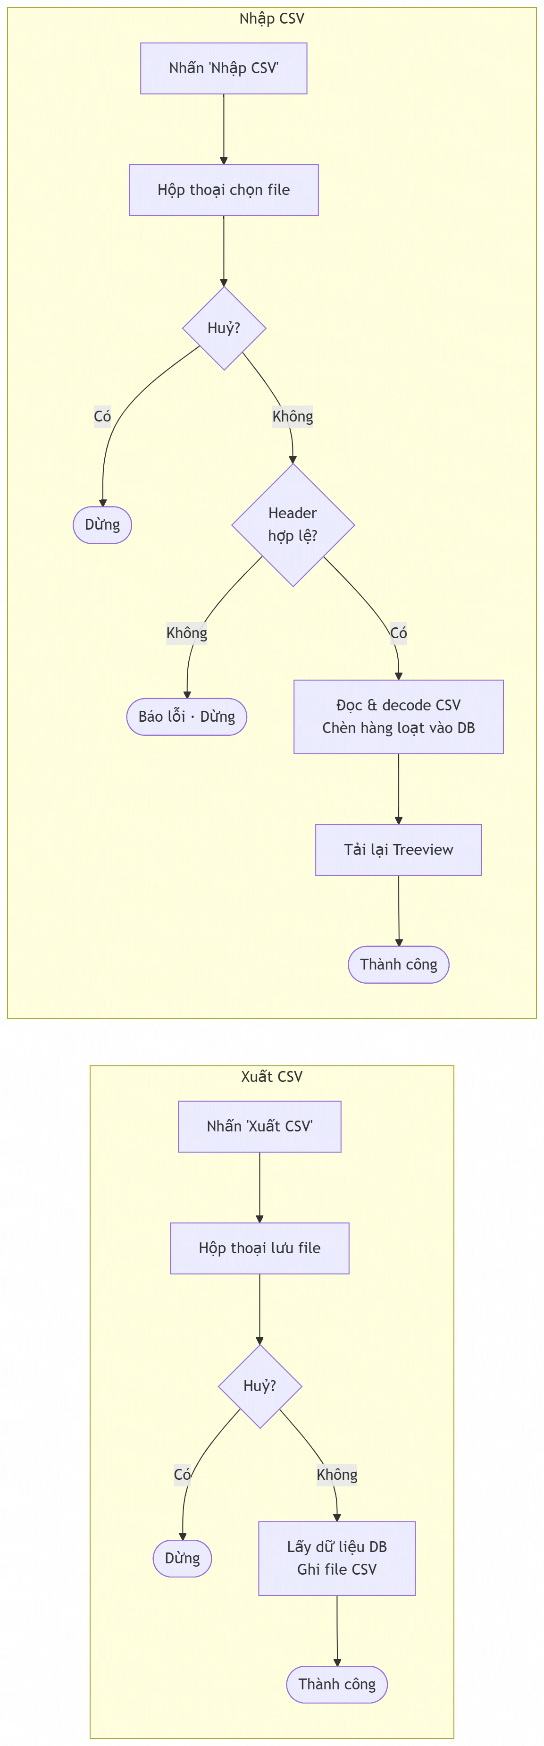 Nhập CSV
Nhấn 'Nhập CSV'
Hộp thoại chọn file
Huỷ?
Có
Không
Dừng
Header
hợp lệ?
Không
Có
Báo lỗi · Dừng
Đọc & decode CSV
Chèn hàng loạt vào DB
Tải lại Treeview
Thành công
Xuất CSV
Nhấn 'Xuất CSV'
Hộp thoại lưu file
Huỷ?
Có
Không
Dừng
Lấy dữ liệu DB
Ghi file CSV
Thành công